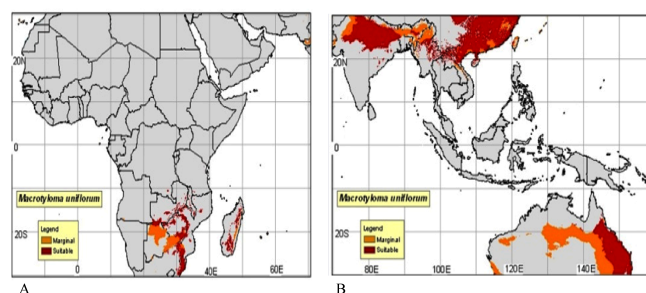 20N
0
20S
Macrotyloma uniflorum
Legend
Marginal
Suitable
0
20E
40E
60E
A
20N
0
20S
Macrotyloma uniflorum
Legend
Marginal
Suitable
80E
100E
120E
140E
B